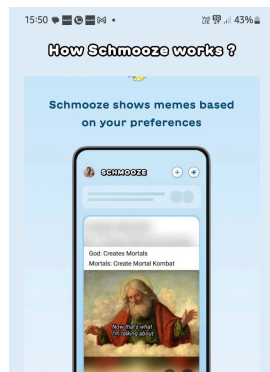 15:50
43%
How Schmooze works ?
Schmooze shows memes based
on your preferences
SCHMOOZE
God: Creates Mortals
Mortals: Create Mortal Kombat
Now that's what
I'm talking about.